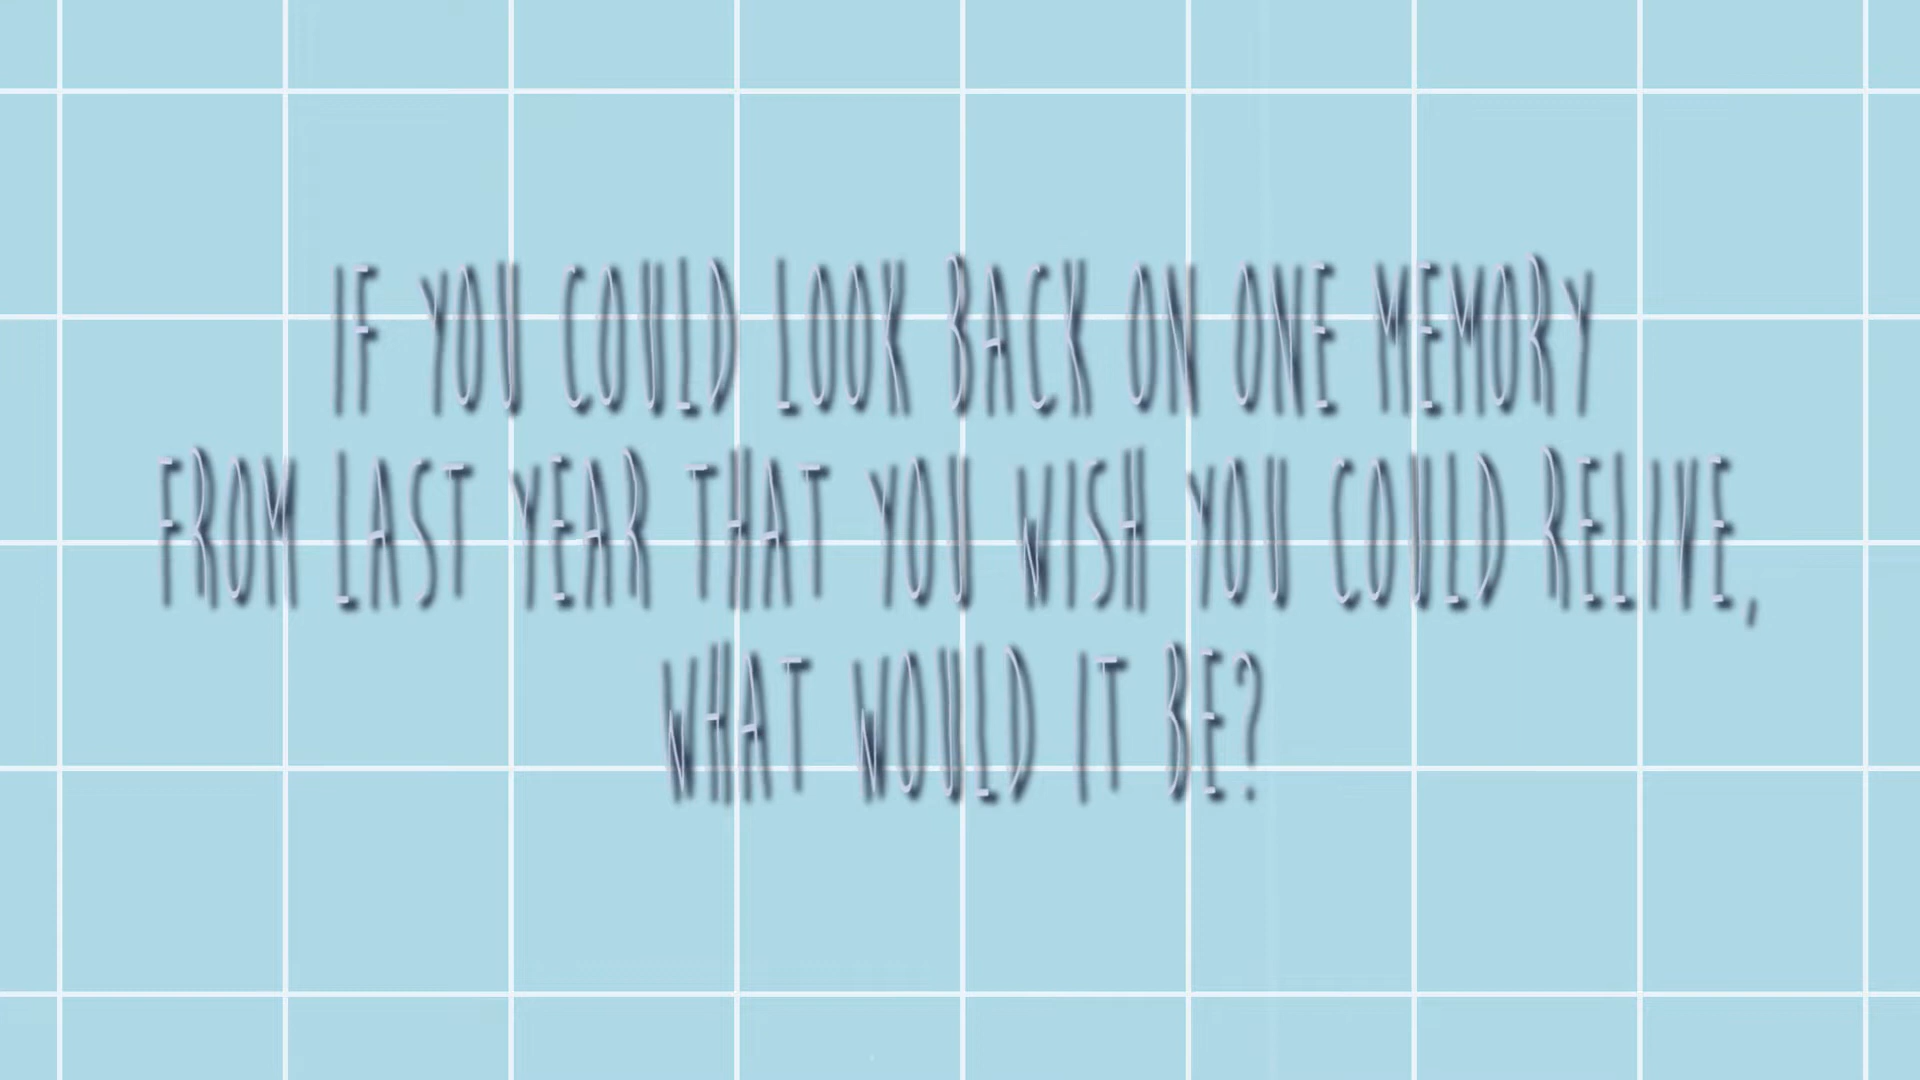 IF YOU COULD LOOK BACK ON ONE MEMORY
FROM LAST YEAR THAT YOU WISH YOU COULD RELIVE,
WHAT WOULD IT BE?